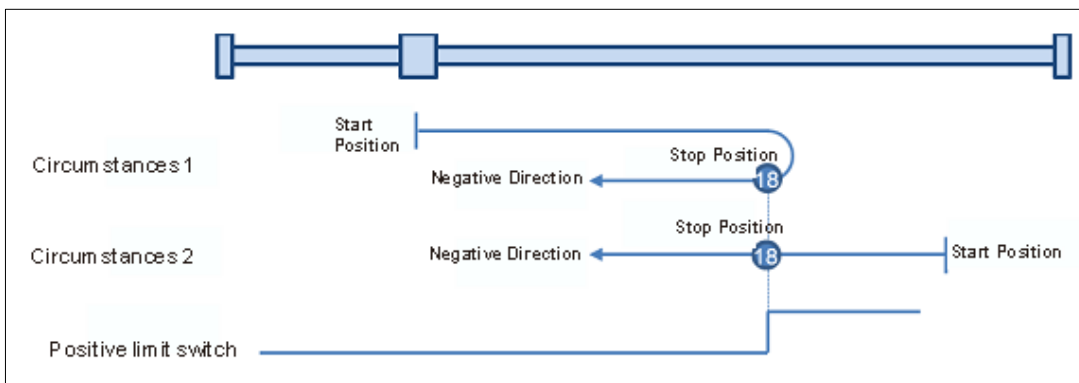 Start
Position
Circumstances 1
Stop Position
Negative Direction
18
Stop Position
Circumstances 2
Negative Direction
18
Start Position
Positive limit switch